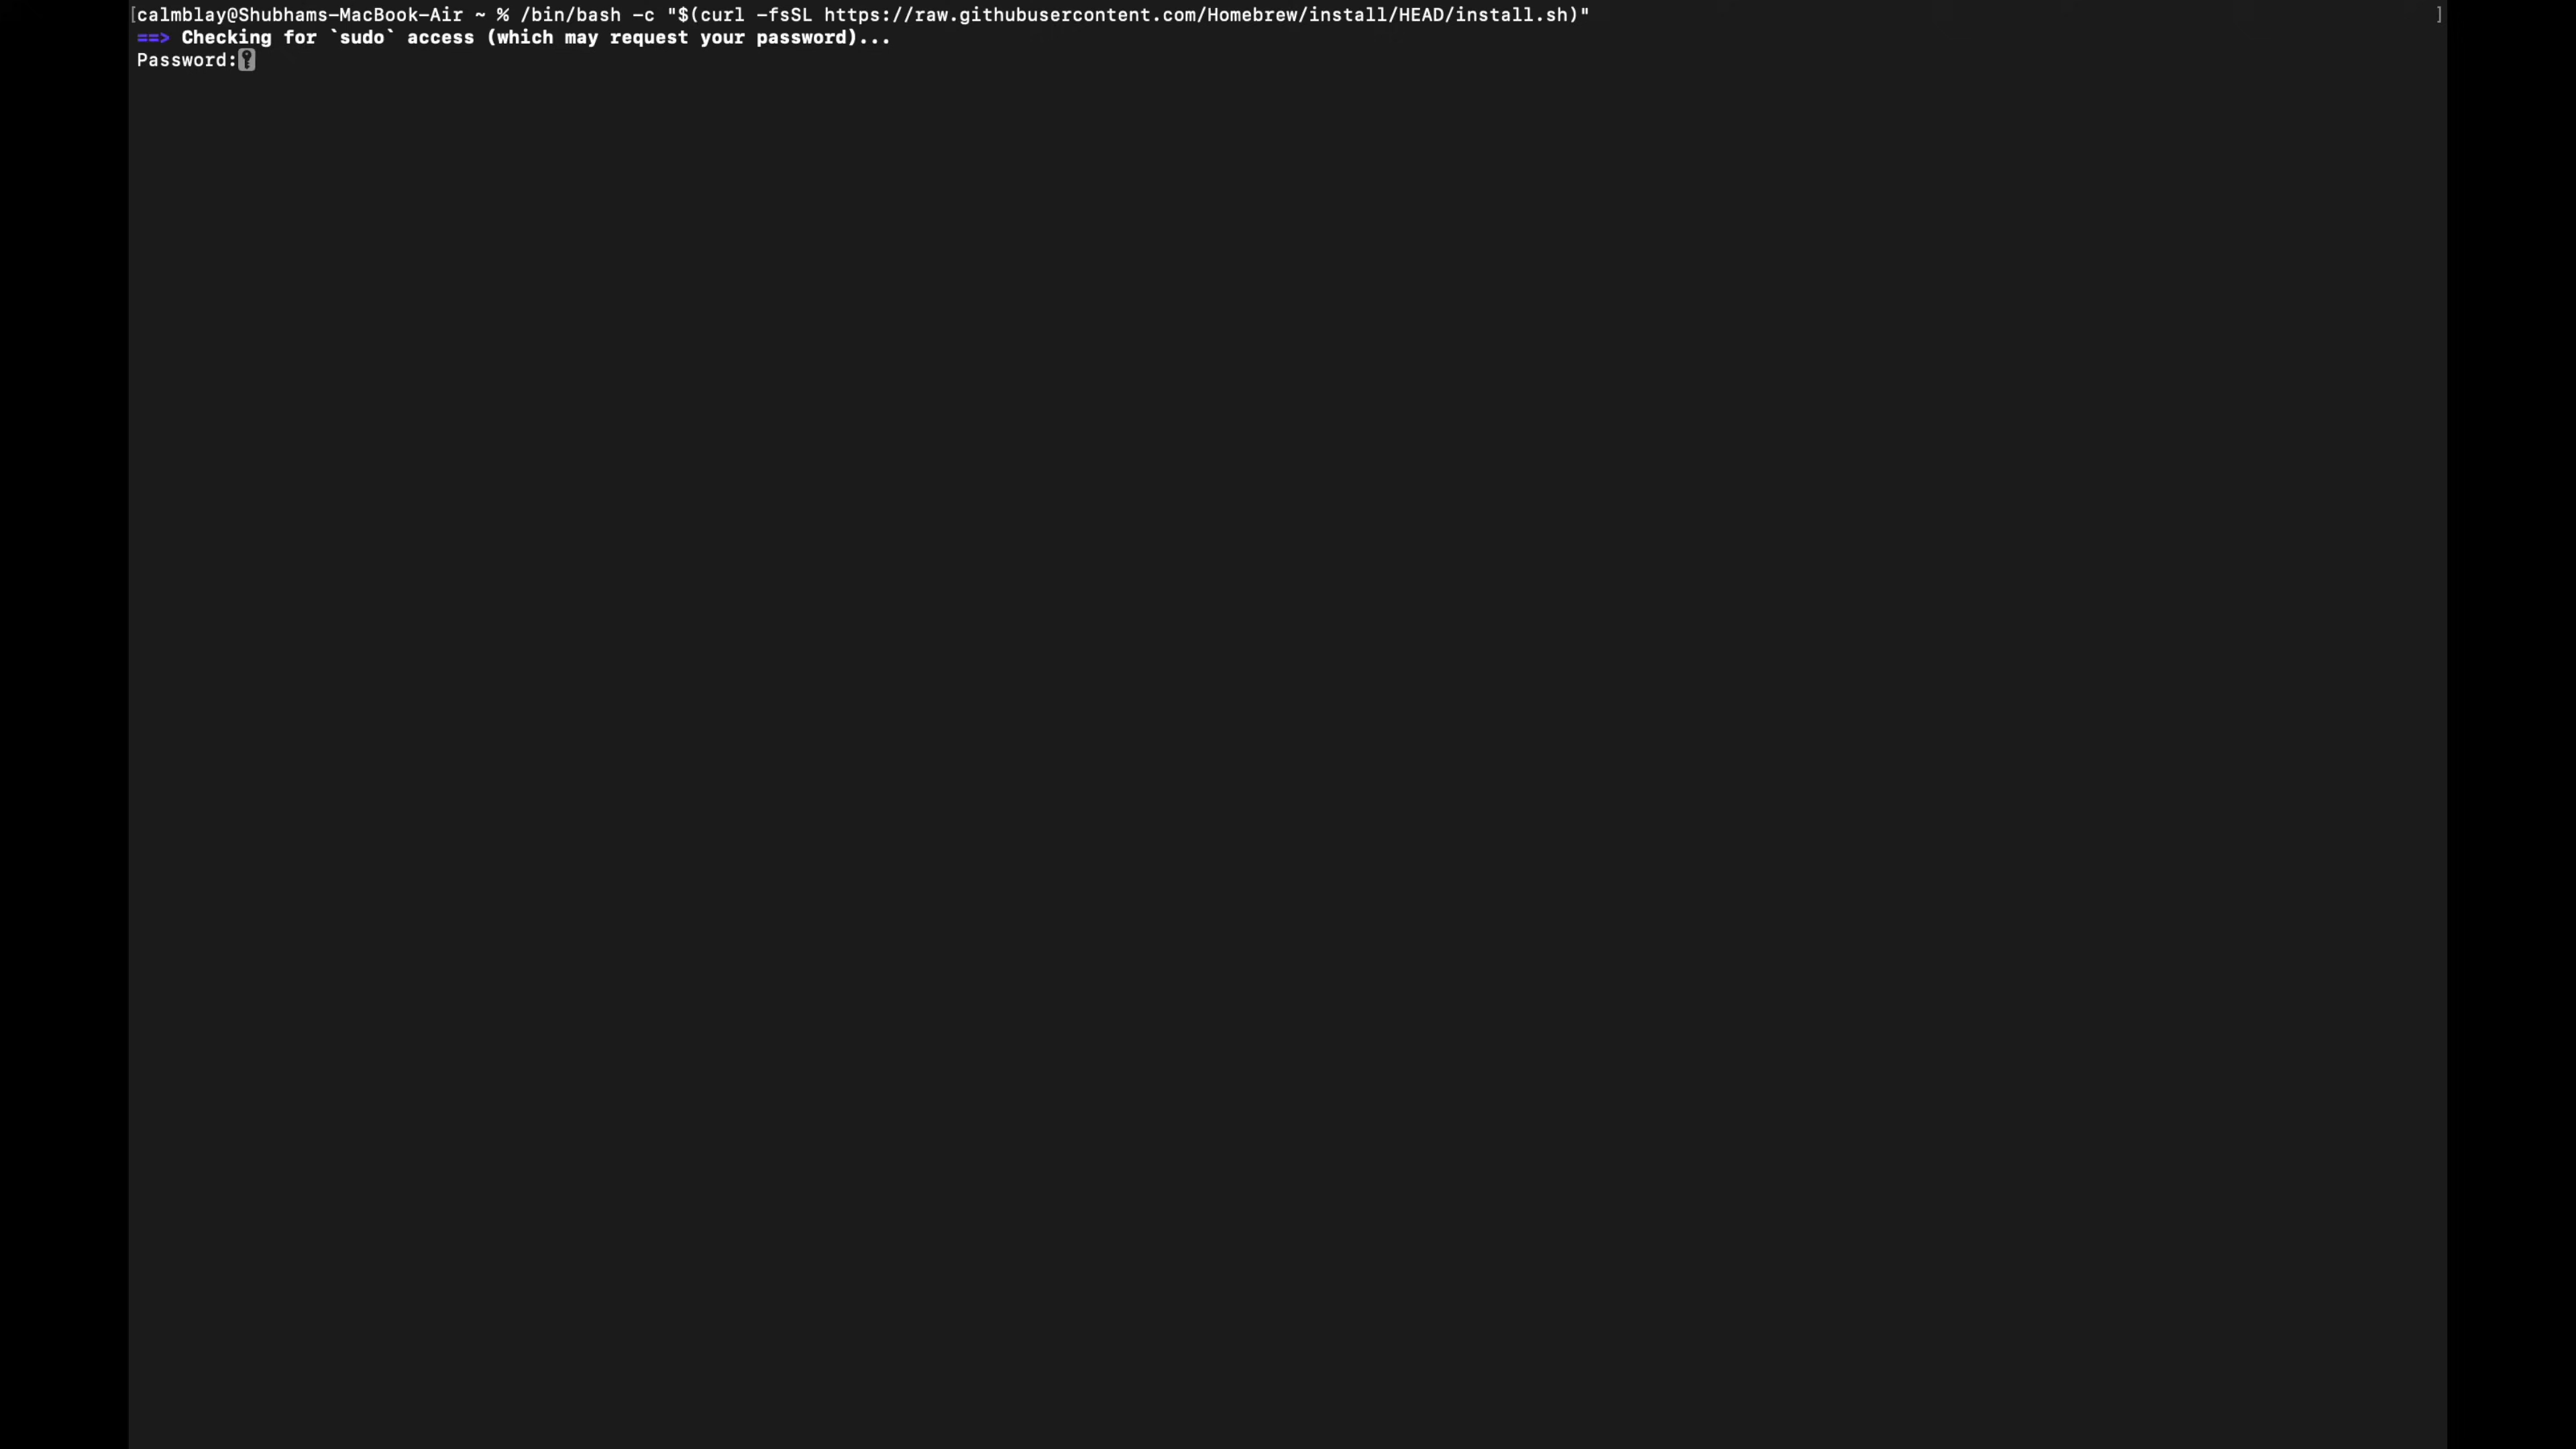 [calmblay@Shubhams-MacBook-Air ~ % /bin/bash -c "$(curl -fsSL https://raw.githubusercontent.com/Homebrew/install/HEAD/install.sh)" ]
==> Checking for `sudo` access (which may request your password)...
Password: